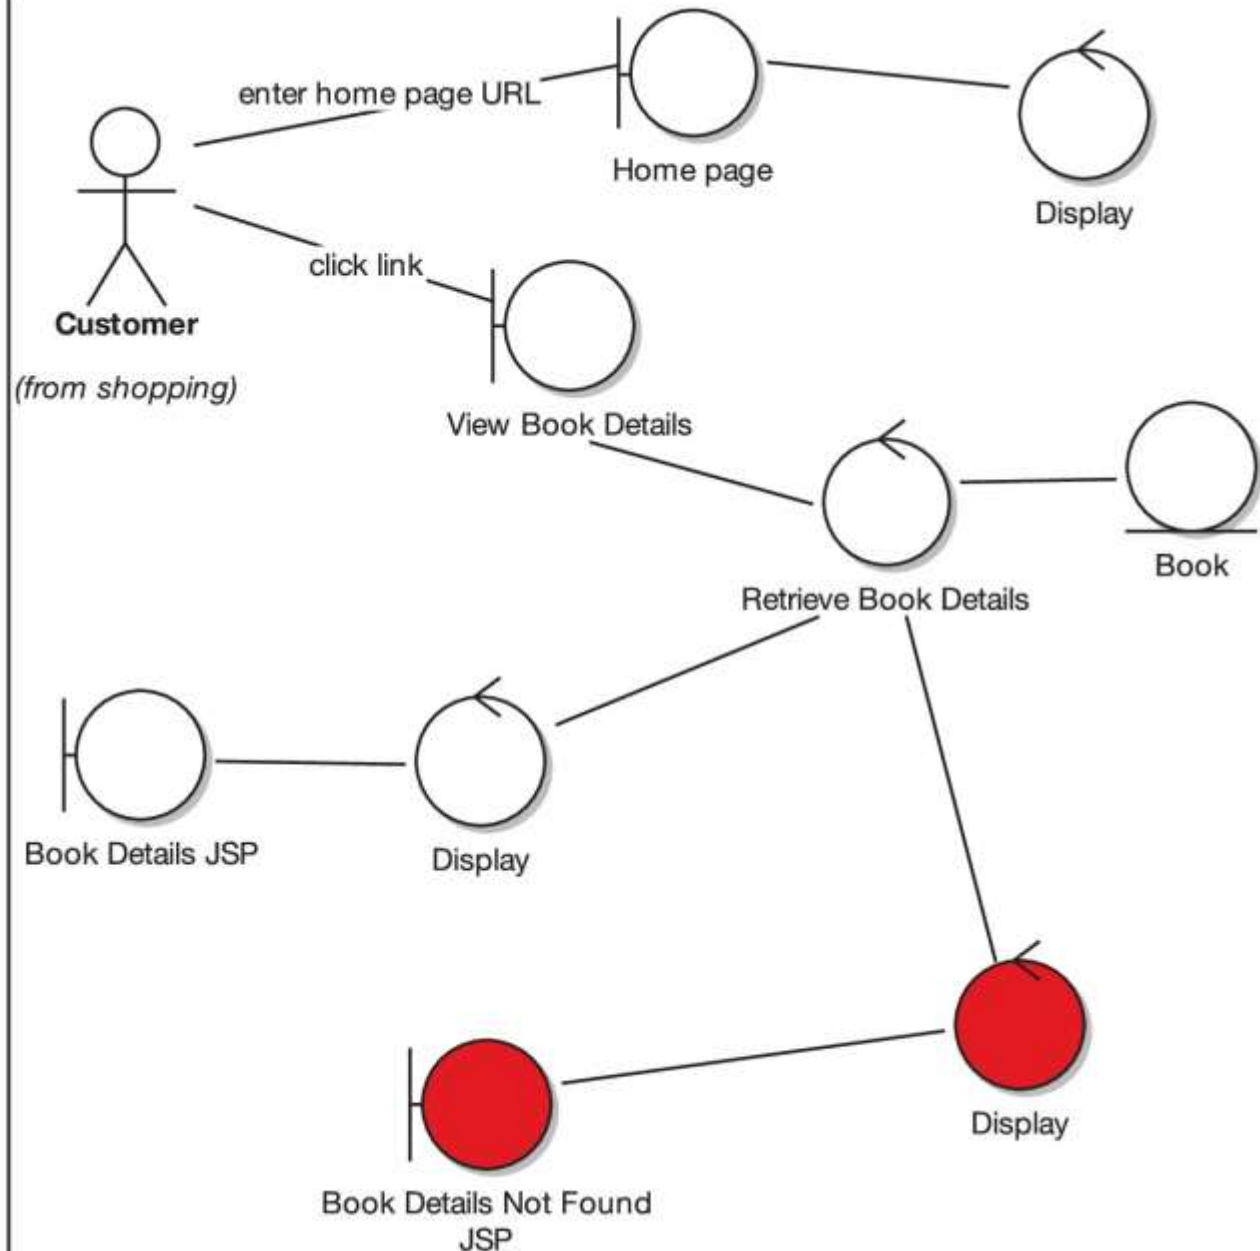 enter home page URL
Home page
Display
click link
Customer
(from shopping)
View Book Details
Book
Retrieve Book Details
Book Details JSP
Display
Display
Book Details Not Found
JSP